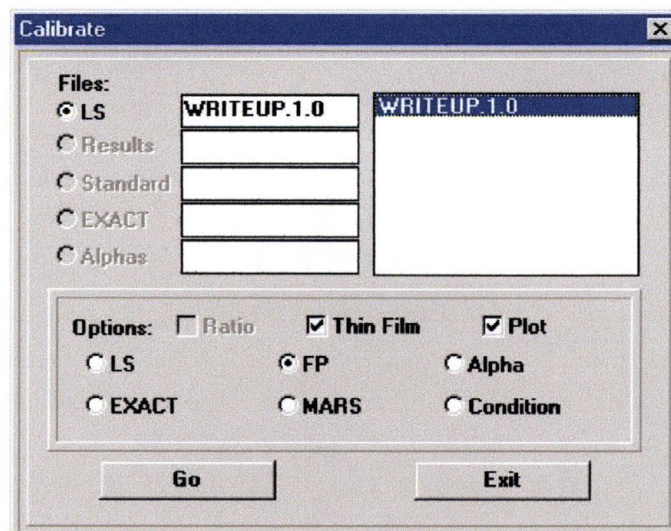 Calibrate
Files:
LS WRITEUP.1.0 WRITEUP.1.0
Results
Standard
EXACT
Alphas
Options: Ratio Thin Film Plot
LS FP Alpha
EXACT MARS Condition
Go Exit